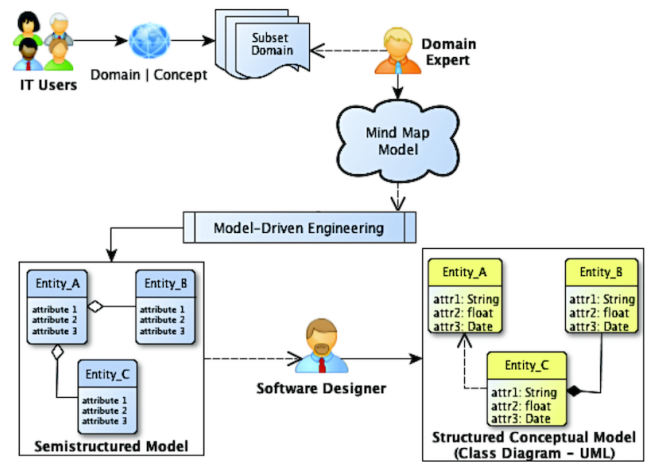 IT Users
Domain | Concept
Subset
Domain
Domain
Expert
Mind Map
Model
Model-Driven Engineering
Entity_A
attribute 1
attribute 2
attribute 3
Entity_B
attribute 1
attribute 2
attribute 3
Entity_C
attribute 1
attribute 2
attribute 3
Semistructured Model
Software Designer
Entity_A
attr1: String
attr2: float
attr3: Date
Entity_B
attr1: String
attr2: float
attr3: Date
Entity_C
attr1: String
attr2: float
attr3: Date
Structured Conceptual Model
(Class Diagram - UML)